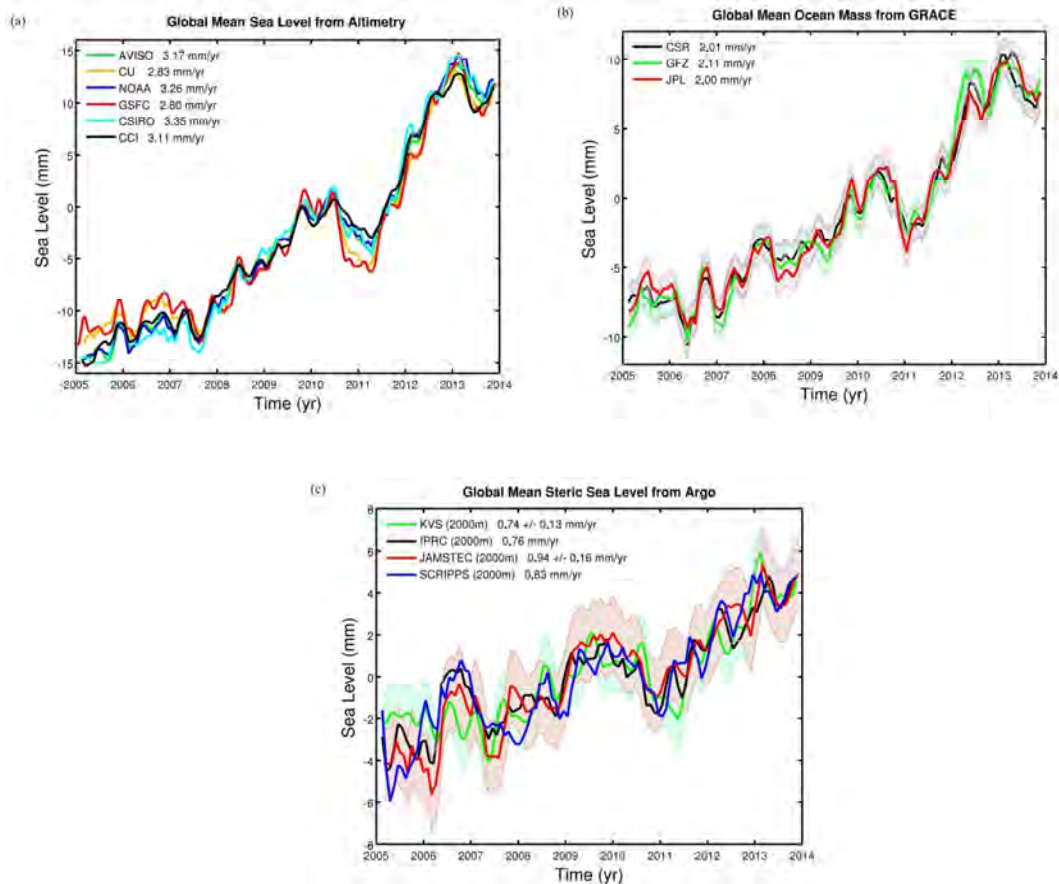 (a)
Global Mean Sea Level from Altimetry
AVISO 3.17 mm/yr
CU 2.83 mm/yr
NOAA 3.26 mm/yr
GSFC 2.80 mm/yr
CSIRO 3.35 mm/yr
CCI 3.11 mm/yr
15
10
5
0
-5
-10
-15
Sea Level (mm)
2005 2006 2007 2008 2009 2010 2011 2012 2013 2014
Time (yr)
(b)
Global Mean Ocean Mass from GRACE
CSR 2.01 mm/yr
GFZ 2.11 mm/yr
JPL 2.00 mm/yr
10
5
0
-5
-10
Sea Level (mm)
2005 2006 2007 2008 2009 2010 2011 2012 2013 2014
Time (yr)
(c)
Global Mean Steric Sea Level from Argo
KVS (2000m) 0.74 +/- 0.13 mm/yr
IPRC (2000m) 0.76 mm/yr
JAMSTEC (2000m) 0.94 +/- 0.16 mm/yr
SCRIPPS (2000m) 0.83 mm/yr
8
6
4
2
0
-2
-4
-6
-8
Sea Level (mm)
2005 2006 2007 2008 2009 2010 2011 2012 2013 2014
Time (yr)